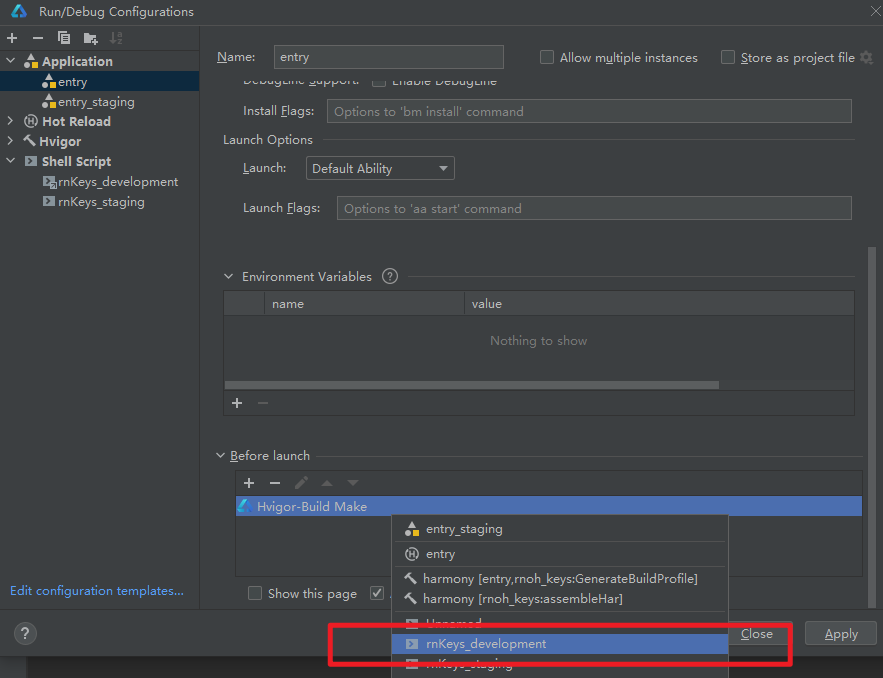 Run/Debug Configurations
Application
entry
entry_staging
Hot Reload
Hvigor
Shell Script
rnKeys_development
rnKeys_staging
Edit configuration templates...
Name: entry
Allow multiple instances
Store as project file
DebugLine Support: Enable DebugLine
Install Flags: Options to 'bm install' command
Launch Options
Launch: Default Ability
Launch Flags: Options to 'aa start' command
Environment Variables ?
name value
Nothing to show
Before launch
Hvigor-Build Make
entry_staging
entry
harmony [entry,rnoh_keys:GenerateBuildProfile]
harmony [rnoh_keys:assembleHar]
Unnamed
rnKeys_development
rnKeys_staging
Show this page
? Close Apply